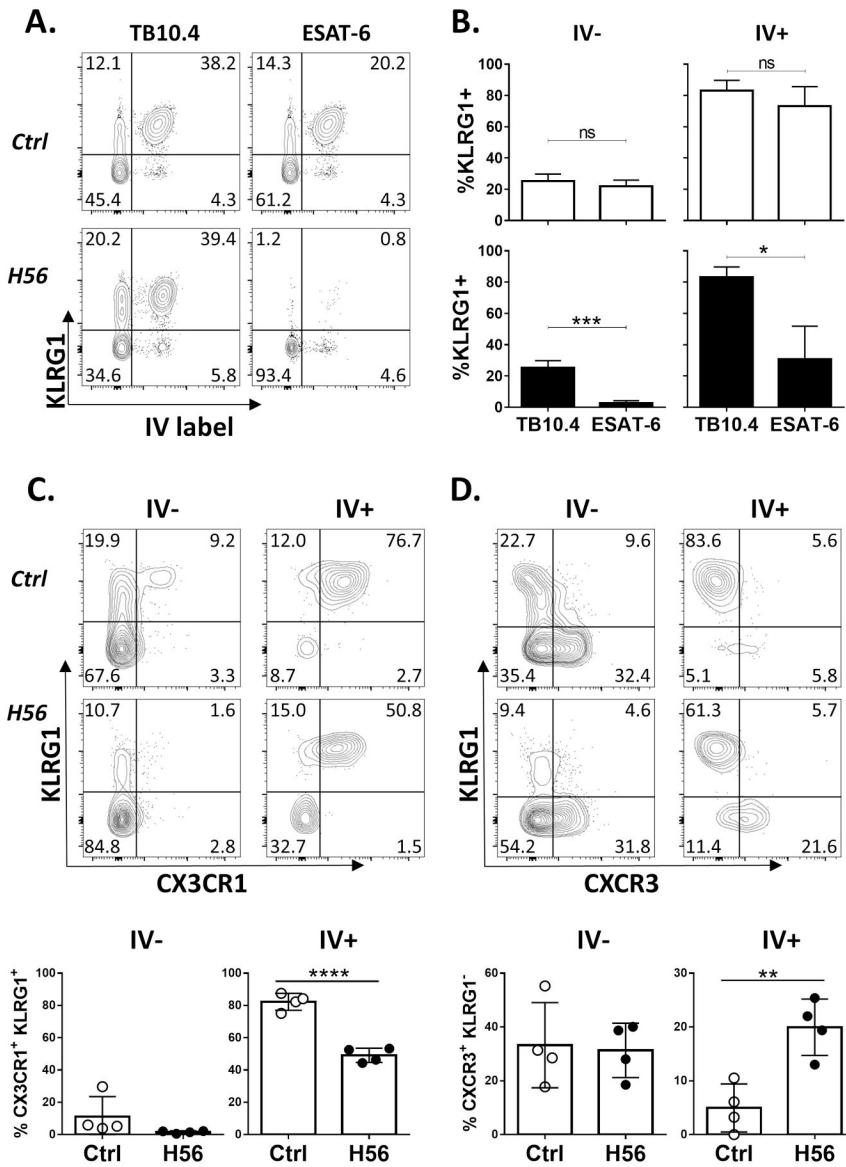 A.
TB10.4 ESAT-6
Ctrl
12.1 38.2 14.3 20.2
45.4 4.3 61.2 4.3
H56
20.2 39.4 1.2 0.8
34.6 5.8 93.4 4.6
KLRG1
IV label
B.
IV- IV+
%KLRG1+
100
80
60
40
20
0
ns
ns
%KLRG1+
100
80
60
40
20
0
***
*
TB10.4 ESAT-6 TB10.4 ESAT-6
C.
IV- IV+
Ctrl
19.9 9.2 12.0 76.7
67.6 3.3 8.7 2.7
H56
10.7 1.6 15.0 50.8
84.8 2.8 32.7 1.5
KLRG1
CX3CR1
IV- IV+
% CX3CR1+ KLRG1+
100
80
60
40
20
0
100
80
60
40
20
0
****
Ctrl H56 Ctrl H56
D.
IV- IV+
22.7 9.6 83.6 5.6
35.4 32.4 5.1 5.8
9.4 4.6 61.3 5.7
54.2 31.8 11.4 21.6
KLRG1
CXCR3
IV- IV+
% CXCR3+ KLRG1-
60
40
20
0
30
20
10
0
**
Ctrl H56 Ctrl H56